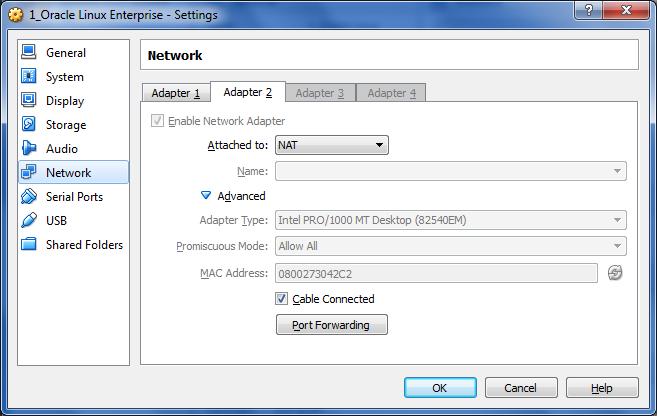 1_Oracle Linux Enterprise - Settings
General
System
Display
Storage
Audio
Network
Serial Ports
USB
Shared Folders
Network
Adapter 1 Adapter 2 Adapter 3 Adapter 4
Enable Network Adapter
Attached to: NAT
Name:
Advanced
Adapter Type: Intel PRO/1000 MT Desktop (82540EM)
Promiscuous Mode: Allow All
MAC Address: 0800273042C2
Cable Connected
Port Forwarding
OK Cancel Help